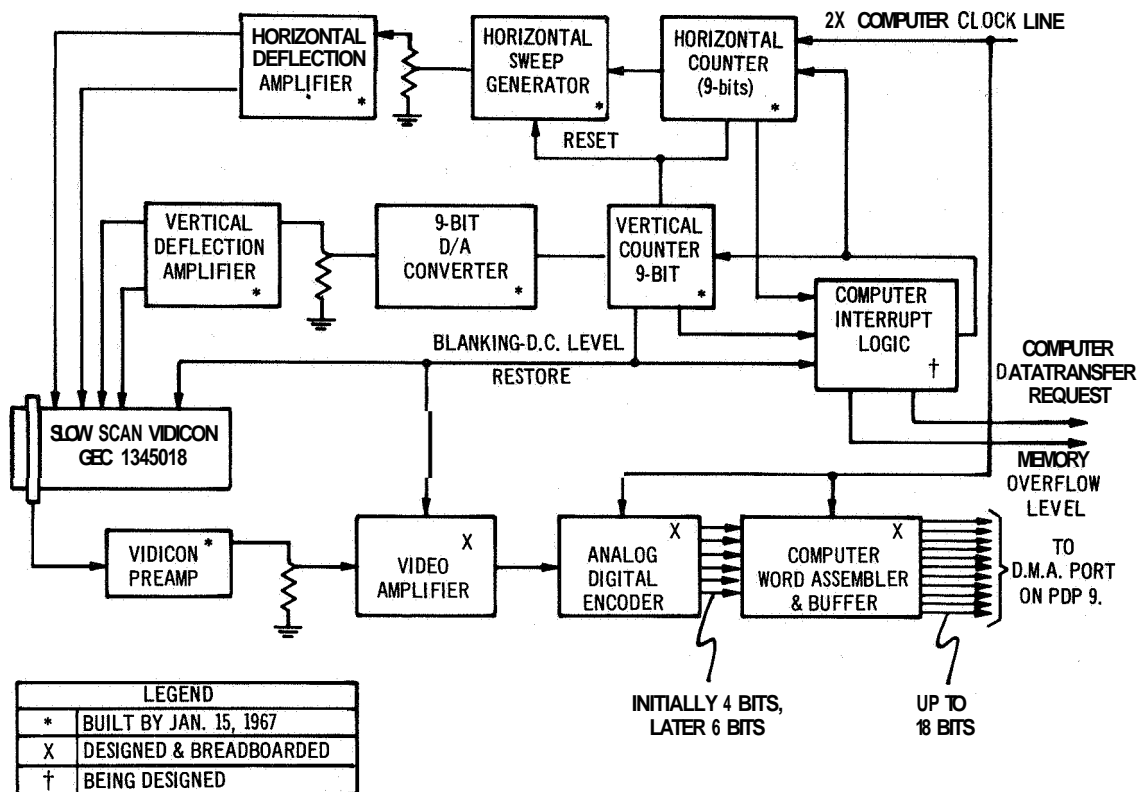 2X COMPUTER CLOCK LINE
HORIZONTAL
DEFLECTION
AMPLIFIER
*
HORIZONTAL
SWEEP
GENERATOR
*
HORIZONTAL
COUNTER
(9-bits)
*
RESET
VERTICAL
DEFLECTION
AMPLIFIER
*
9-BIT
D/A
CONVERTER
*
VERTICAL
COUNTER
9-BIT
*
COMPUTER
INTERRUPT
LOGIC
†
BLANKING-D.C. LEVEL
RESTORE
COMPUTER
DATATRANSFER
REQUEST
SLOW SCAN VIDICON
GEC 1345018
MEMORY
OVERFLOW
LEVEL
VIDICON *
PREAMP
X
VIDEO
AMPLIFIER
X
ANALOG
DIGITAL
ENCODER
X
COMPUTER
WORD ASSEMBLER
& BUFFER
TO
D.M.A. PORT
ON PDP 9.
INITIALLY 4 BITS,
LATER 6 BITS
UP TO
18 BITS
LEGEND
* BUILT BY JAN. 15, 1967
X DESIGNED & BREADBOARDED
† BEING DESIGNED